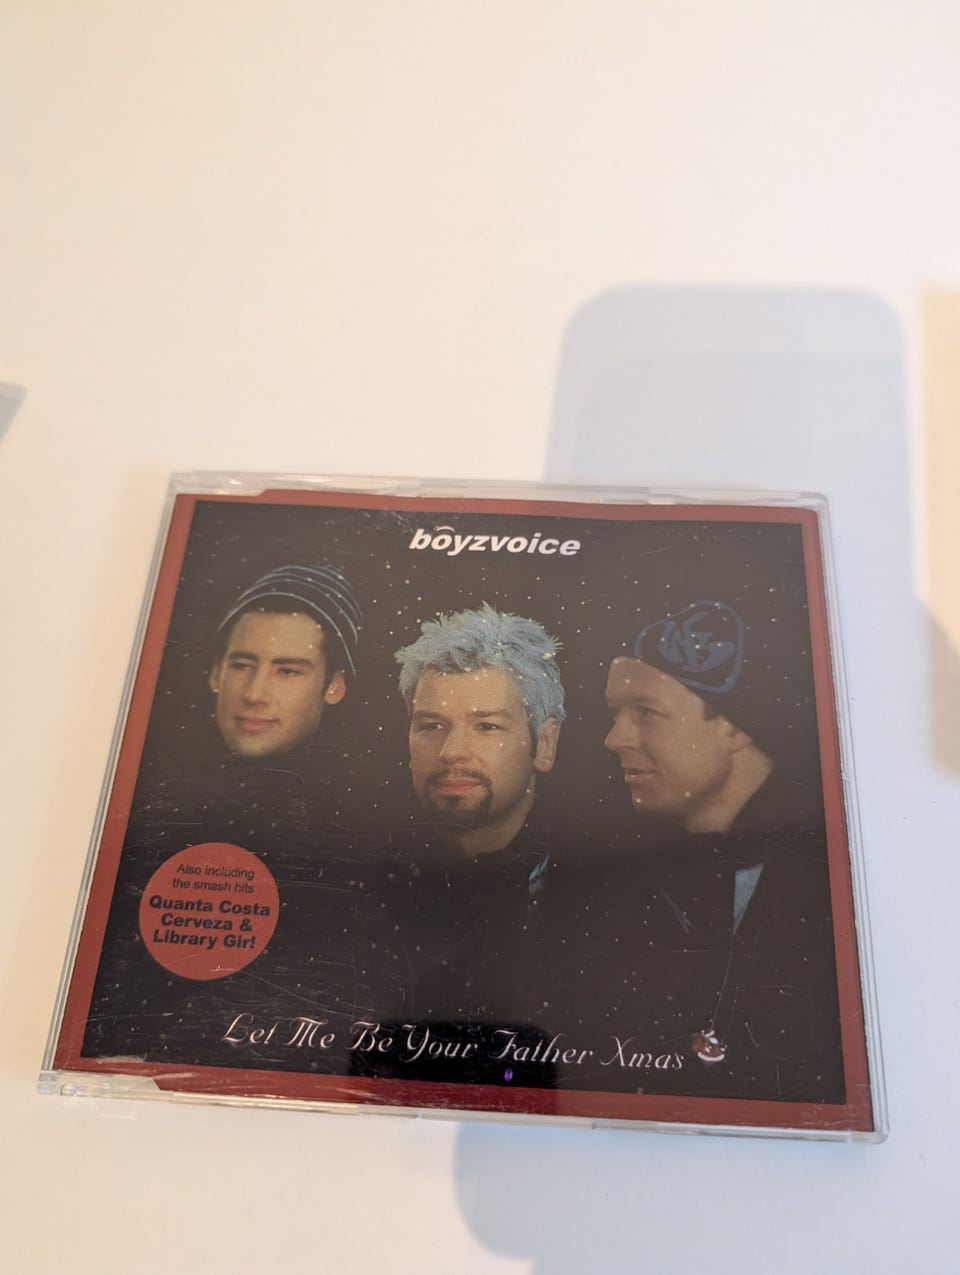 boyzvoice
Also including
the smash hits
Quanta Costa
Cerveza &
Library Girl
Let Me Be Your Father Xmas